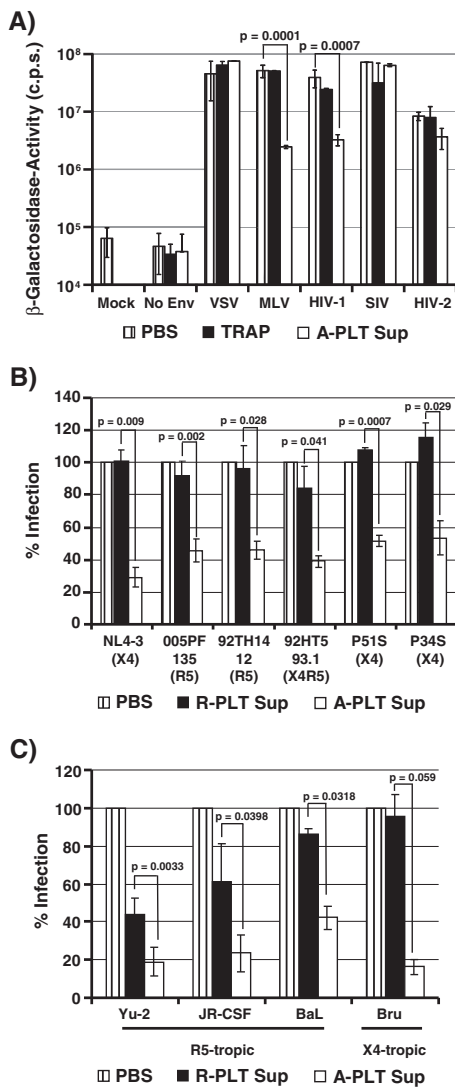 A)
β-Galactosidase-Activity (c.p.s.)
10⁸
10⁷
10⁶
10⁵
10⁴
p = 0.0001
p = 0.0007
Mock No Env VSV MLV HIV-1 SIV HIV-2
PBS TRAP A-PLT Sup
B)
% Infection
140
120
100
80
60
40
20
0
p = 0.009
p = 0.002
p = 0.028
p = 0.041
p = 0.0007
p = 0.029
NL4-3 005PF 92TH14 92HT5 P51S P34S
(X4) 135 12 93.1 (X4) (X4)
(R5) (R5) (X4R5)
PBS R-PLT Sup A-PLT Sup
C)
% Infection
120
100
80
60
40
20
0
p = 0.0033
p = 0.0398
p = 0.0318
p = 0.059
Yu-2 JR-CSF BaL Bru
R5-tropic X4-tropic
PBS R-PLT Sup A-PLT Sup